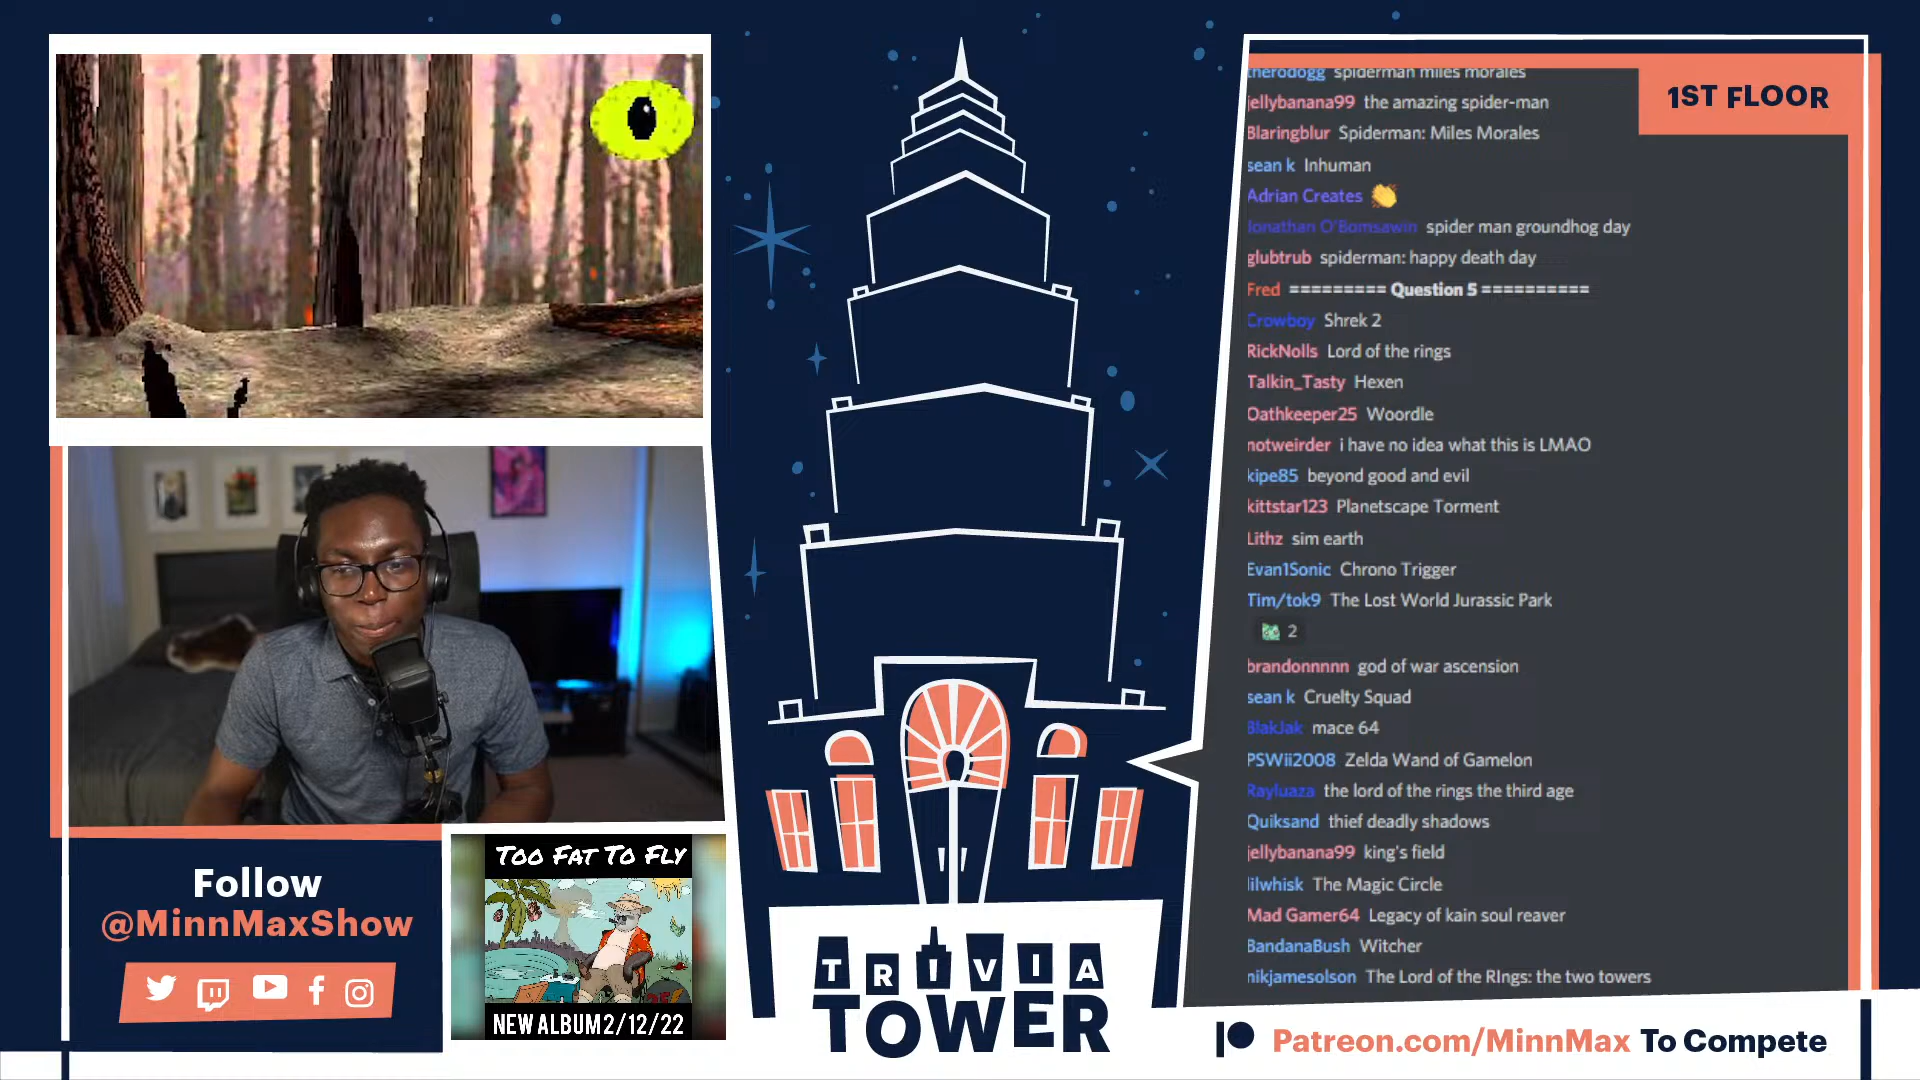 therodogg spiderman miles morales
jellybanana99 the amazing spider-man
Blaringblur Spiderman: Miles Morales
sean k Inhuman
Adrian Creates
Jonathan O'Bomsawin spider man groundhog day
glubtrub spiderman: happy death day
Fred ========= Question 5 ==========
Crowboy Shrek 2
RickNolls Lord of the rings
Talkin_Tasty Hexen
Oathkeeper25 Woordle
notweirder i have no idea what this is LMAO
kipe85 beyond good and evil
kittstar123 Planetscape Torment
Lithz sim earth
Evan1Sonic Chrono Trigger
Tim/tok9 The Lost World Jurassic Park
2
brandonnnnn god of war ascension
sean k Cruelty Squad
BlakJak mace 64
PSWii2008 Zelda Wand of Gamelon
Rayluaza the lord of the rings the third age
Quiksand thief deadly shadows
jellybanana99 king's field
lilwhisk The Magic Circle
Mad Gamer64 Legacy of kain soul reaver
BandanaBush Witcher
nikjamesolson The Lord of the RIngs: the two towers
1ST FLOOR
Follow
@MinnMaxShow
TOO FAT TO FLY
NEW ALBUM 2/12/22
TRIVIA
TOWER
Patreon.com/MinnMax To Compete